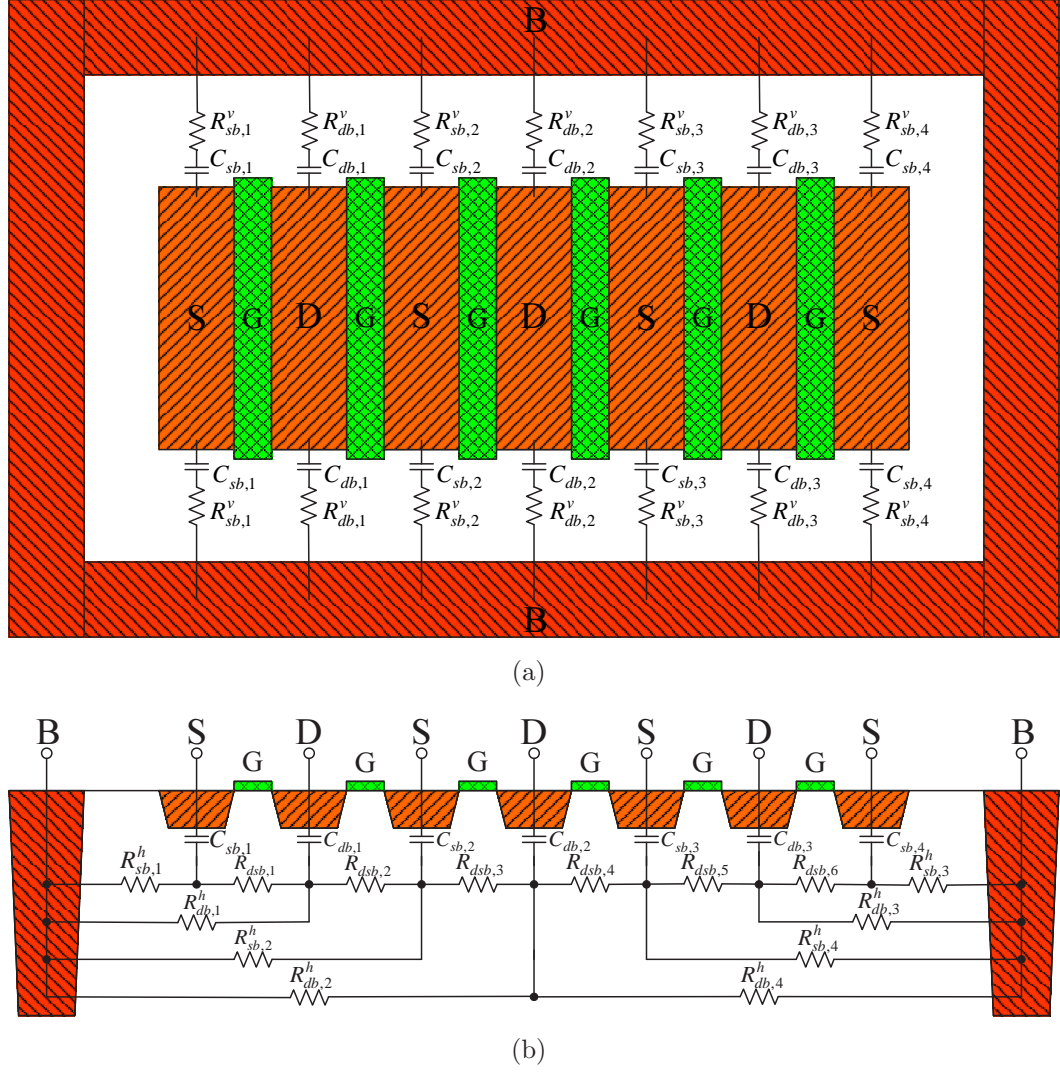 B
R^v_{sb,1} R^v_{db,1} R^v_{sb,2} R^v_{db,2} R^v_{sb,3} R^v_{db,3} R^v_{sb,4}
C_{sb,1} C_{db,1} C_{sb,2} C_{db,2} C_{sb,3} C_{db,3} C_{sb,4}
S G D G S G D G S G D G S
C_{sb,1} C_{db,1} C_{sb,2} C_{db,2} C_{sb,3} C_{db,3} C_{sb,4}
R^v_{sb,1} R^v_{db,1} R^v_{sb,2} R^v_{db,2} R^v_{sb,3} R^v_{db,3} R^v_{sb,4}
B
(a)
B S D S D S D S B
G G G G G G
C_{sb,1} C_{db,1} C_{sb,2} C_{db,2} C_{sb,3} C_{db,3} C_{sb,4}
R^h_{sb,1} R_{dsb,1} R_{dsb,2} R_{dsb,3} R_{dsb,4} R_{dsb,5} R_{dsb,6} R^h_{sb,3}
R^h_{db,1} R^h_{db,3}
R^h_{sb,2} R^h_{sb,4}
R^h_{db,2} R^h_{db,4}
(b)